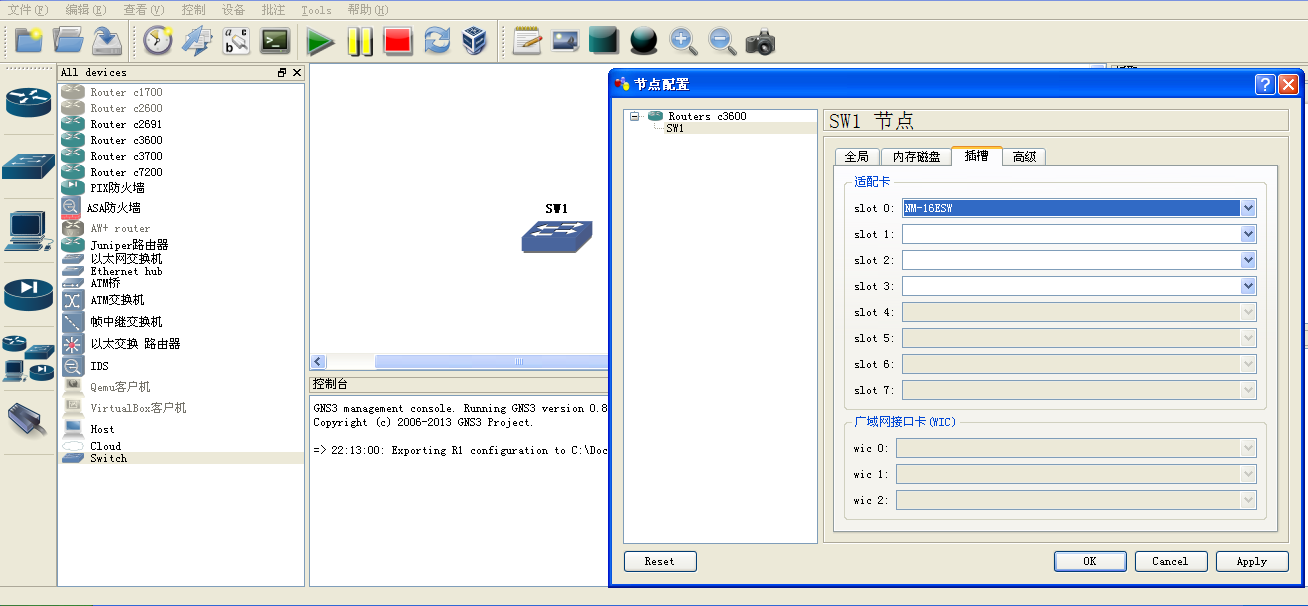 文件(F) 编辑(E) 查看(V) 控制 设备 批注 Tools 帮助(H)
All devices
Router c1700
Router c2600
Router c2691
Router c3600
Router c3700
Router c7200
PIX防火墙
ASA防火墙
AW+ router
Juniper路由器
以太网交换机
Ethernet hub
ATM桥
ATM交换机
帧中继交换机
以太交换 路由器
IDS
Qemu客户机
VirtualBox客户机
Host
Cloud
Switch
SW1
控制台
GNS3 management console. Running GNS3 version 0.8
Copyright (c) 2006-2013 GNS3 Project.
=> 22:13:00: Exporting R1 configuration to C:\Doc
节点配置
Routers c3600
SW1
SW1 节点
全局 内存磁盘 插槽 高级
适配卡
slot 0: NM-16ESW
slot 1:
slot 2:
slot 3:
slot 4:
slot 5:
slot 6:
slot 7:
广域网接口卡(WIC)
wic 0:
wic 1:
wic 2:
Reset OK Cancel Apply